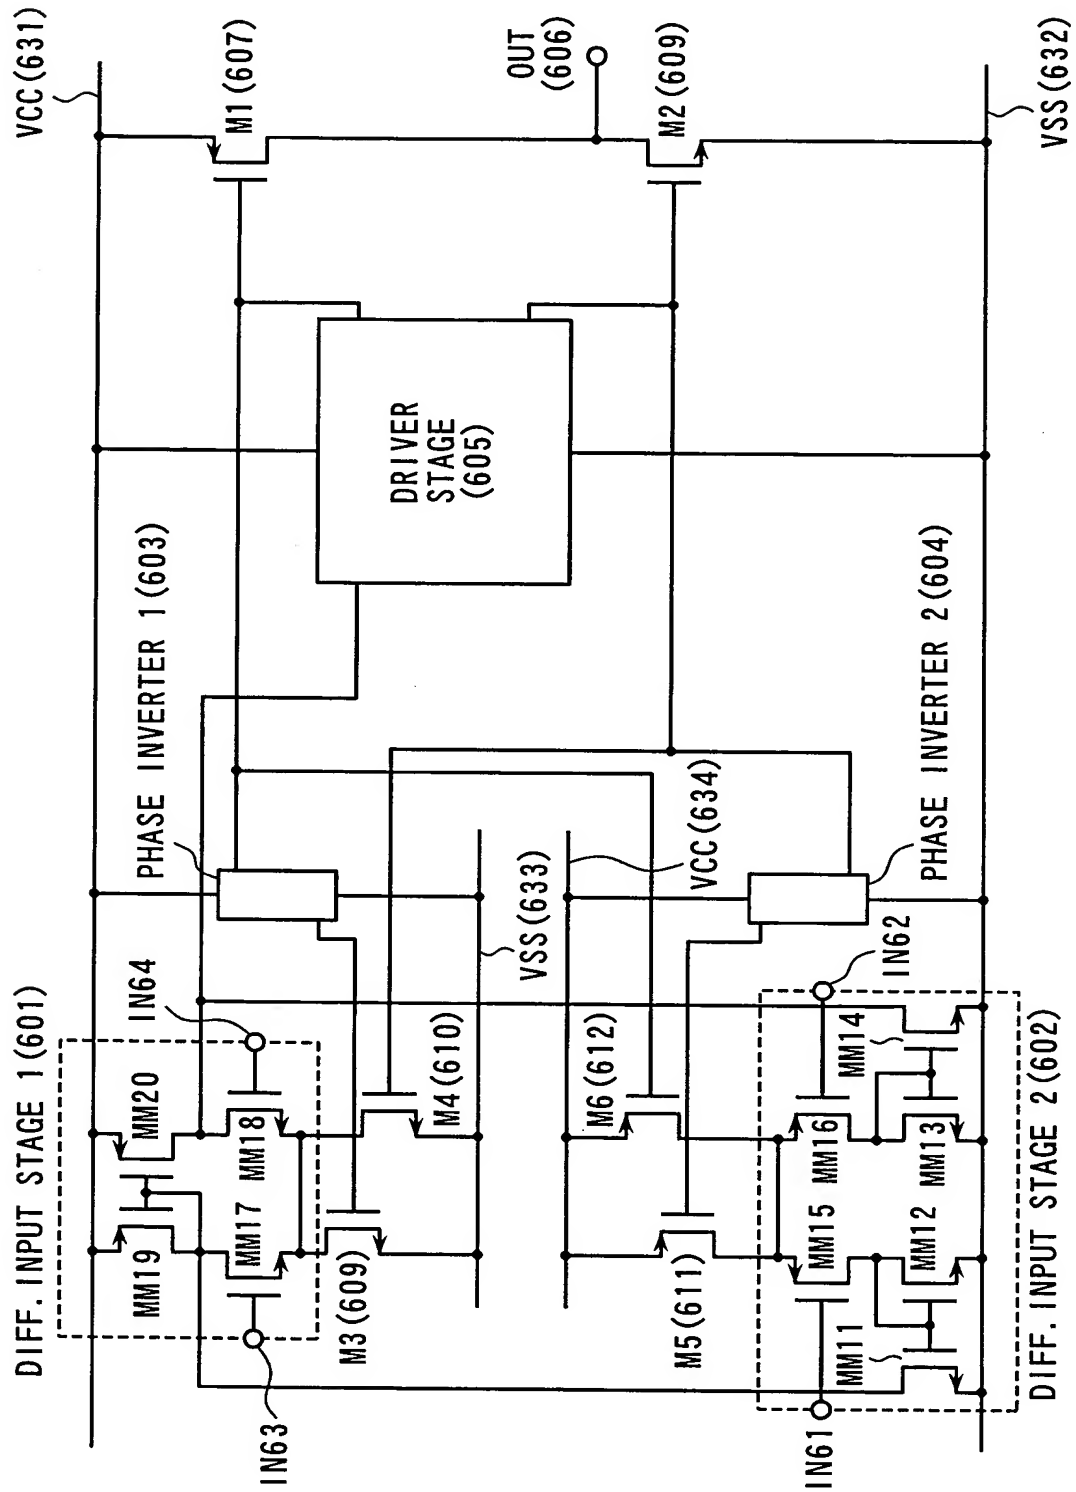 DIFF. INPUT STAGE 1(601)
IN63
IN64
MM19
MM20
MM17
MM18
M3(609)
M4(610)
PHASE INVERTER 1(603)
VSS(633)
VCC(634)
M5(611)
M6(612)
IN61
IN62
MM15
MM16
MM11
MM12
MM13
MM14
DIFF. INPUT STAGE 2(602)
PHASE INVERTER 2(604)
DRIVER
STAGE
(605)
VCC(631)
M1(607)
OUT
(606)
M2(609)
VSS(632)